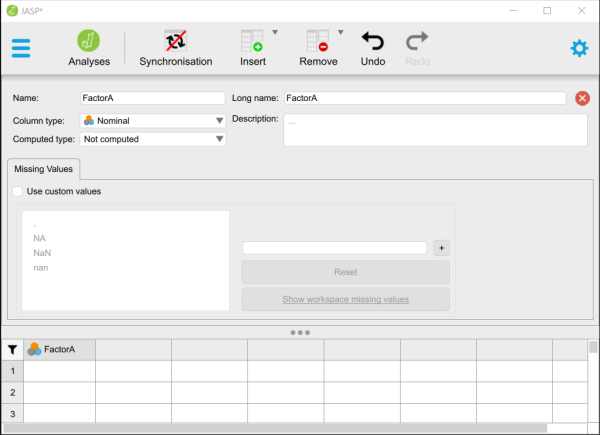 JASP*
Analyses
Synchronisation
Insert
Remove
Undo
Redo
Name: FactorA Long name: FactorA
Column type: Nominal Description: ...
Computed type: Not computed
Missing Values
Use custom values
.
NA
NaN
nan
+
Reset
Show workspace missing values
FactorA
1
2
3